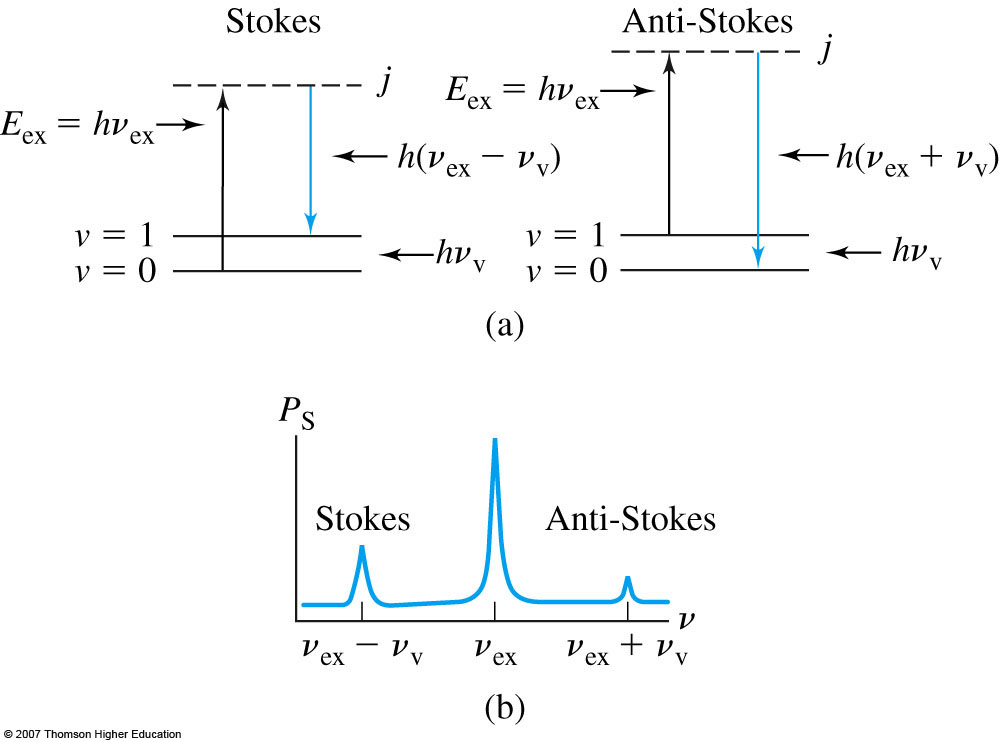 Stokes
Anti-Stokes
j
j
E_ex = hν_ex
E_ex = hν_ex
h(ν_ex − ν_v)
h(ν_ex + ν_v)
v = 1
v = 1
hν_v
hν_v
v = 0
v = 0
(a)
P_S
Stokes
Anti-Stokes
ν
ν_ex − ν_v
ν_ex
ν_ex + ν_v
(b)
© 2007 Thomson Higher Education